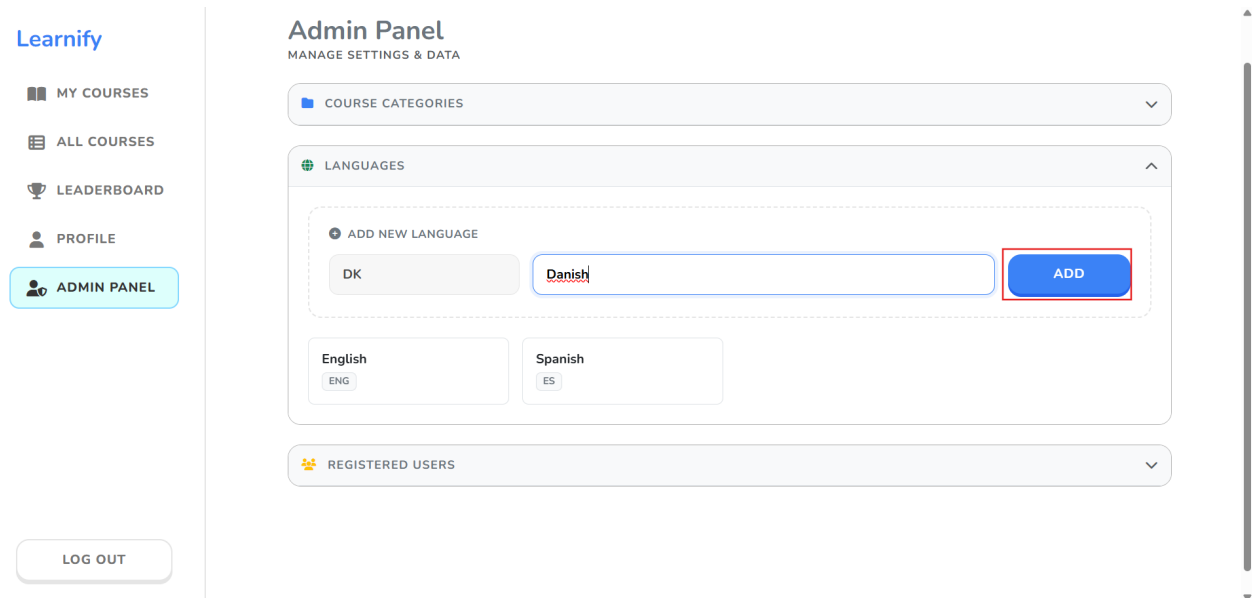 Learnify
MY COURSES
ALL COURSES
LEADERBOARD
PROFILE
ADMIN PANEL
LOG OUT
Admin Panel
MANAGE SETTINGS & DATA
COURSE CATEGORIES
LANGUAGES
ADD NEW LANGUAGE
DK Danish ADD
English Spanish
ENG ES
REGISTERED USERS